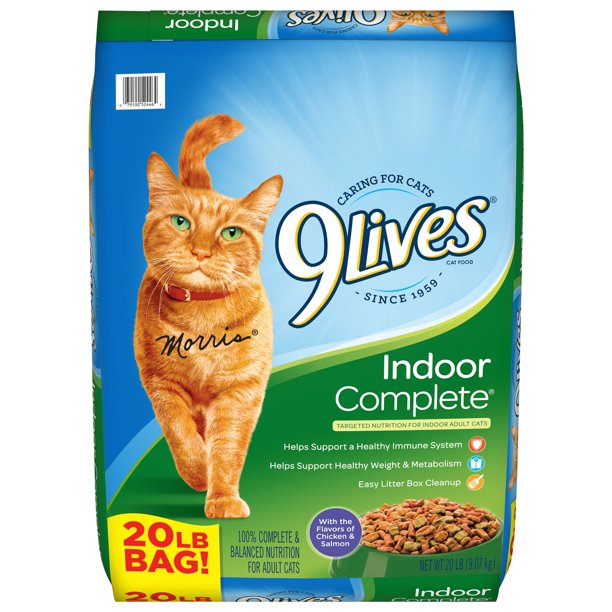 Indoor
Complete®
CARING FOR CATS
9Lives®
CAT FOOD
- SINCE 1959 -
Morris®
Indoor
Complete®
TARGETED NUTRITION FOR INDOOR ADULT CATS
Helps Support a Healthy Immune System
Helps Support Healthy Weight & Metabolism
Easy Litter Box Cleanup
With the
Flavors of
Chicken &
Salmon
20LB
BAG!
100% COMPLETE &
BALANCED NUTRITION
FOR ADULT CATS
NET WT 20 LB (9.07kg)
20LB
9Lives
Indoor